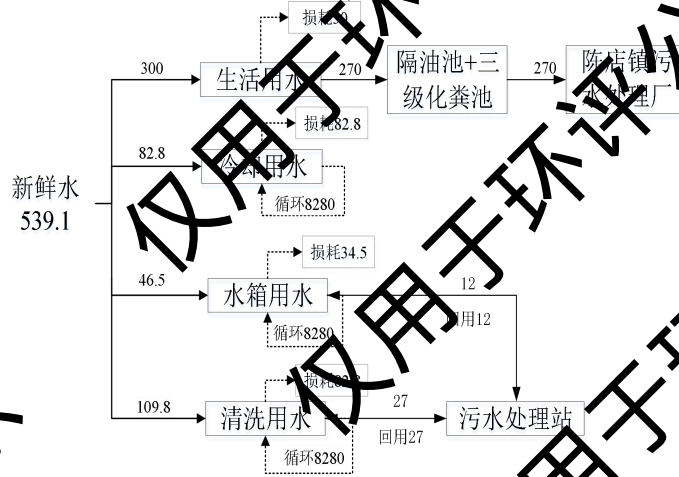 损耗30
300
生活用水
270
隔油池+三
级化粪池
270
陈店镇污
水处理厂
损耗82.8
82.8
冷却用水
循环8280
新鲜水
539.1
损耗34.5
46.5
水箱用水
12
回用12
循环8280
109.8
清洗用水
27
回用27
污水处理站
循环8280
仅用于环评
仅用于环评公
用于